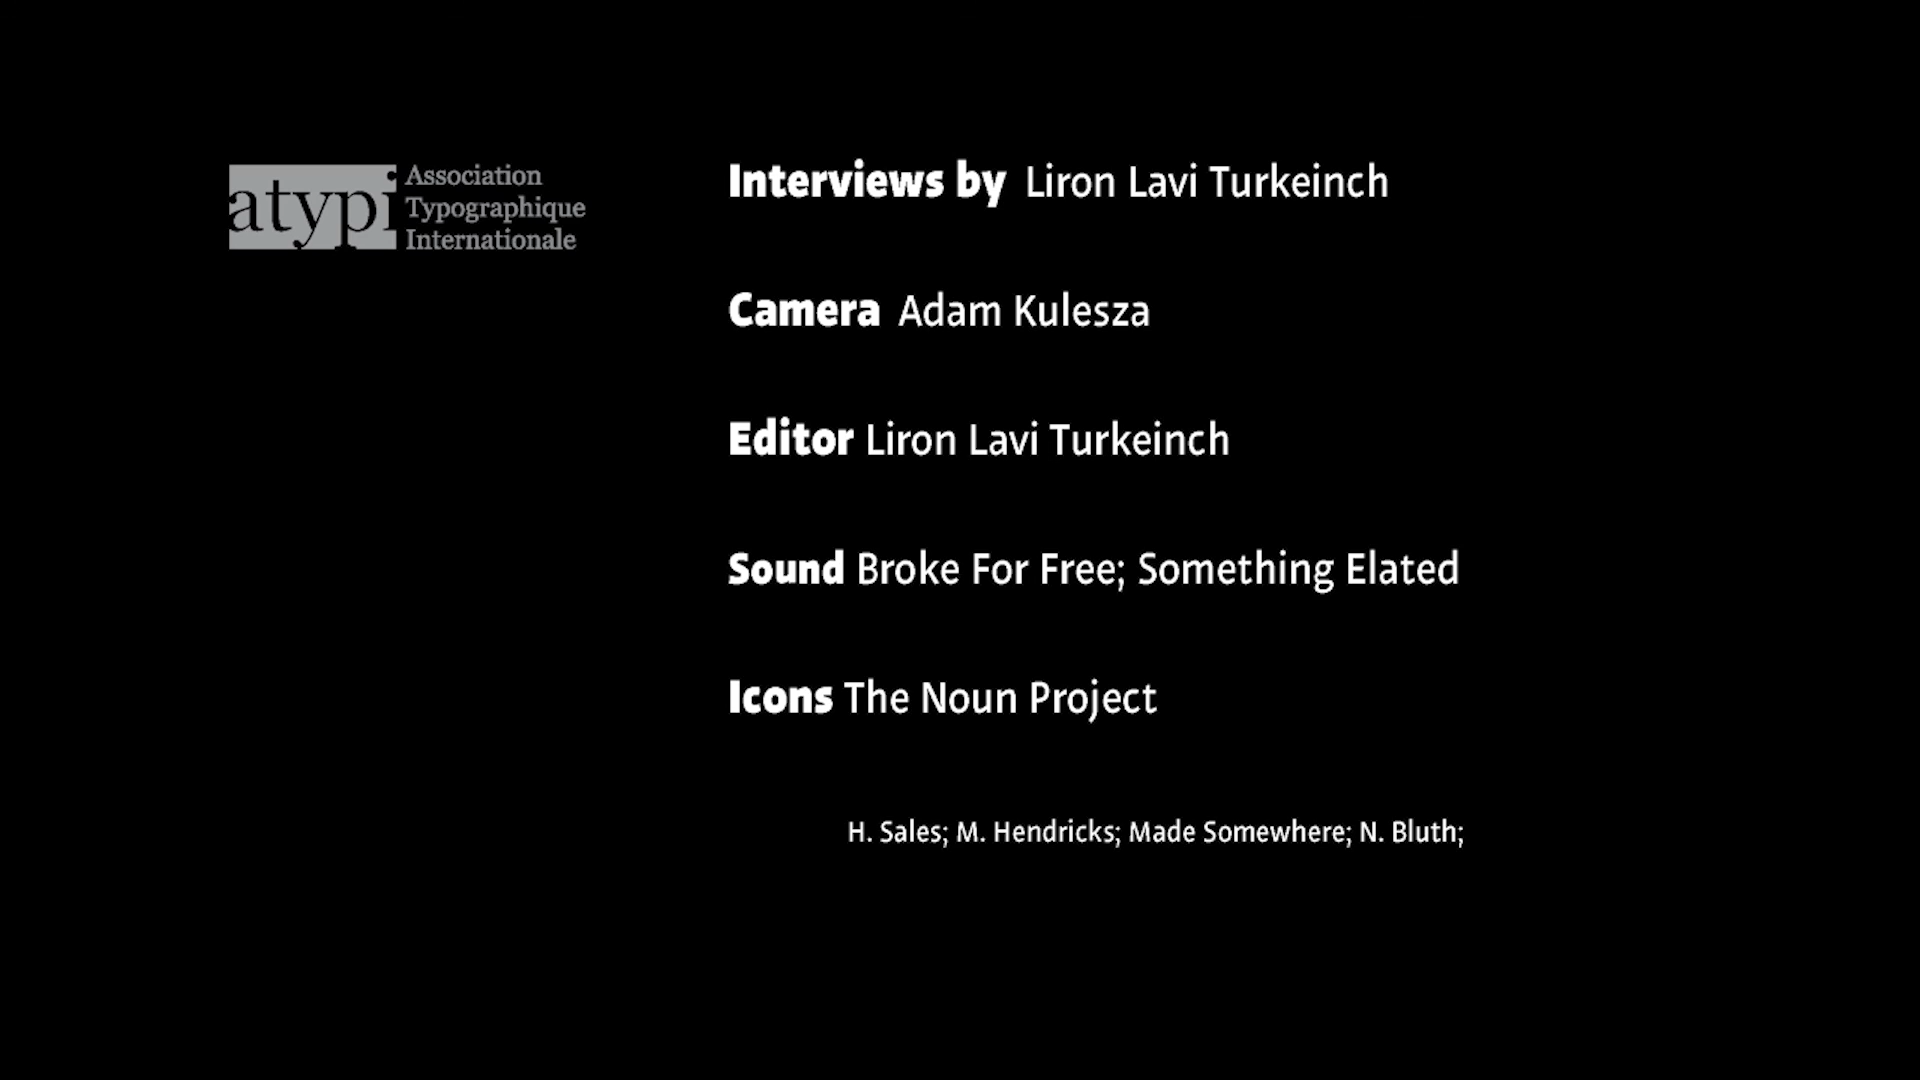 atypi
Association
Typographique
Internationale
Interviews by Liron Lavi Turkeinch
Camera Adam Kulesza
Editor Liron Lavi Turkeinch
Sound Broke For Free; Something Elated
Icons The Noun Project
H. Sales; M. Hendricks; Made Somewhere; N. Bluth;